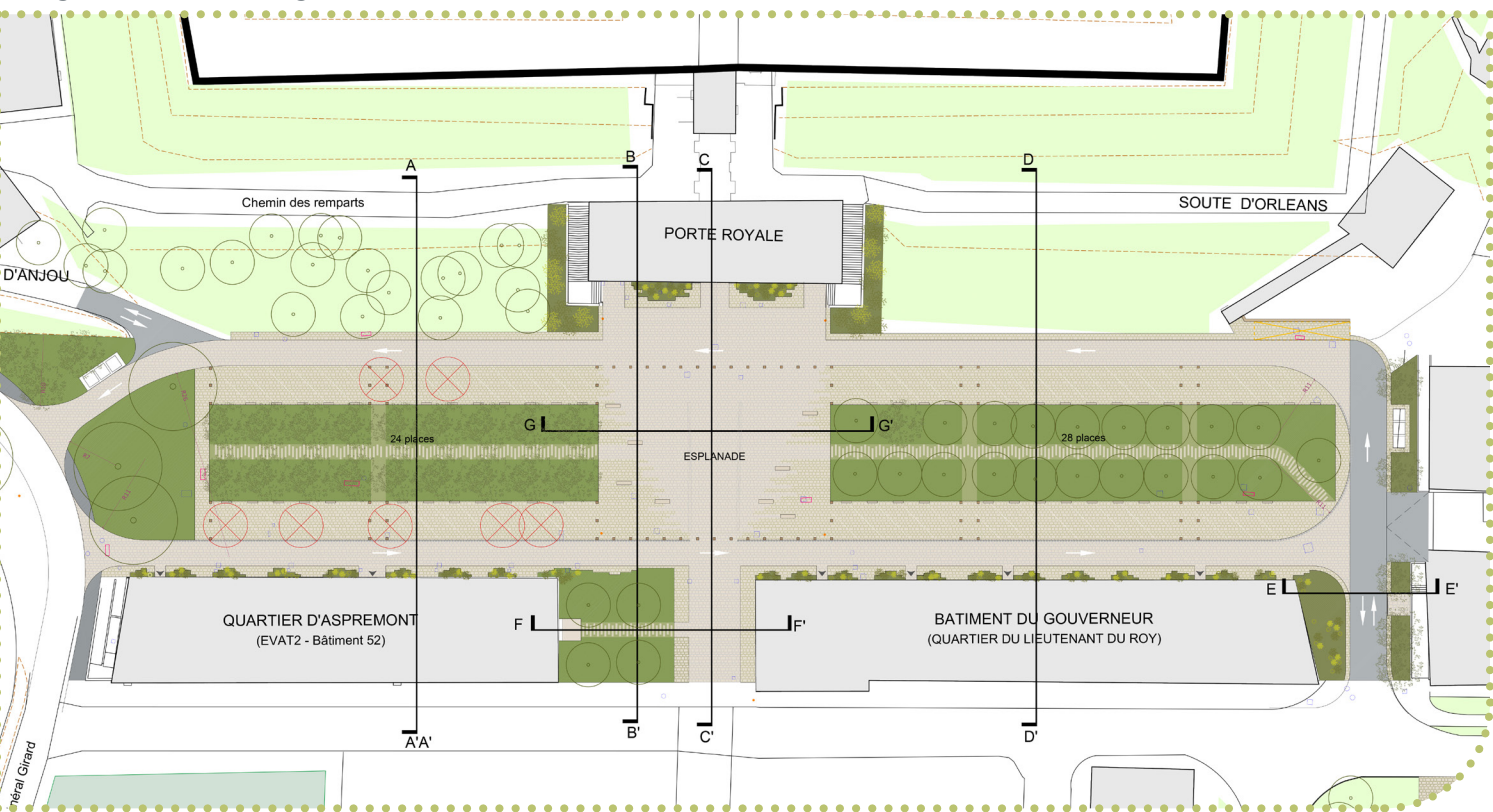 A
B
C
D
Chemin des remparts
SOUTE D'ORLEANS
PORTE ROYALE
D'ANJOU
G
G'
24 places
28 places
ESPLANADE
QUARTIER D'ASPREMONT
(EVAT2 - Bâtiment 52)
F
F'
BATIMENT DU GOUVERNEUR
(QUARTIER DU LIEUTENANT DU ROY)
E
E'
A'A'
B'
C'
D'
néral Girard